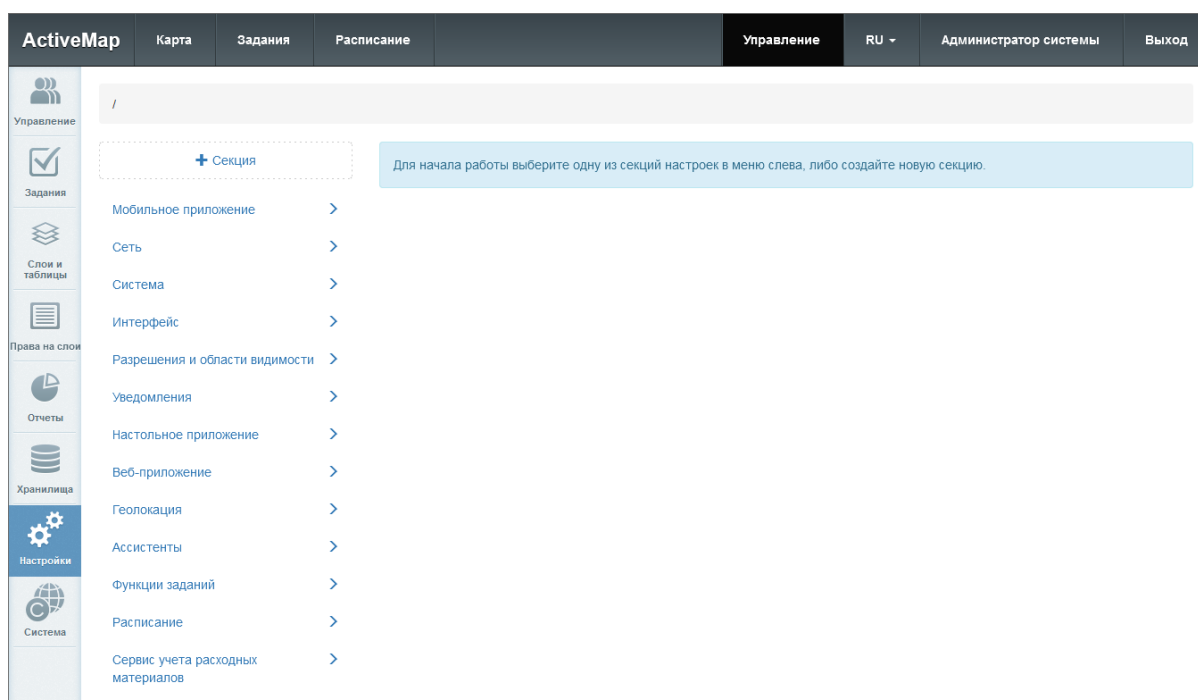 ActiveMap
Карта
Задания
Расписание
Управление
RU
Администратор системы
Выход
Управление
Задания
Слои и
таблицы
Права на слои
Отчеты
Хранилища
Настройки
Система
/
+ Секция
Мобильное приложение
Сеть
Система
Интерфейс
Разрешения и области видимости
Уведомления
Настольное приложение
Веб-приложение
Геолокация
Ассистенты
Функции заданий
Расписание
Сервис учета расходных
материалов
Для начала работы выберите одну из секций настроек в меню слева, либо создайте новую секцию.